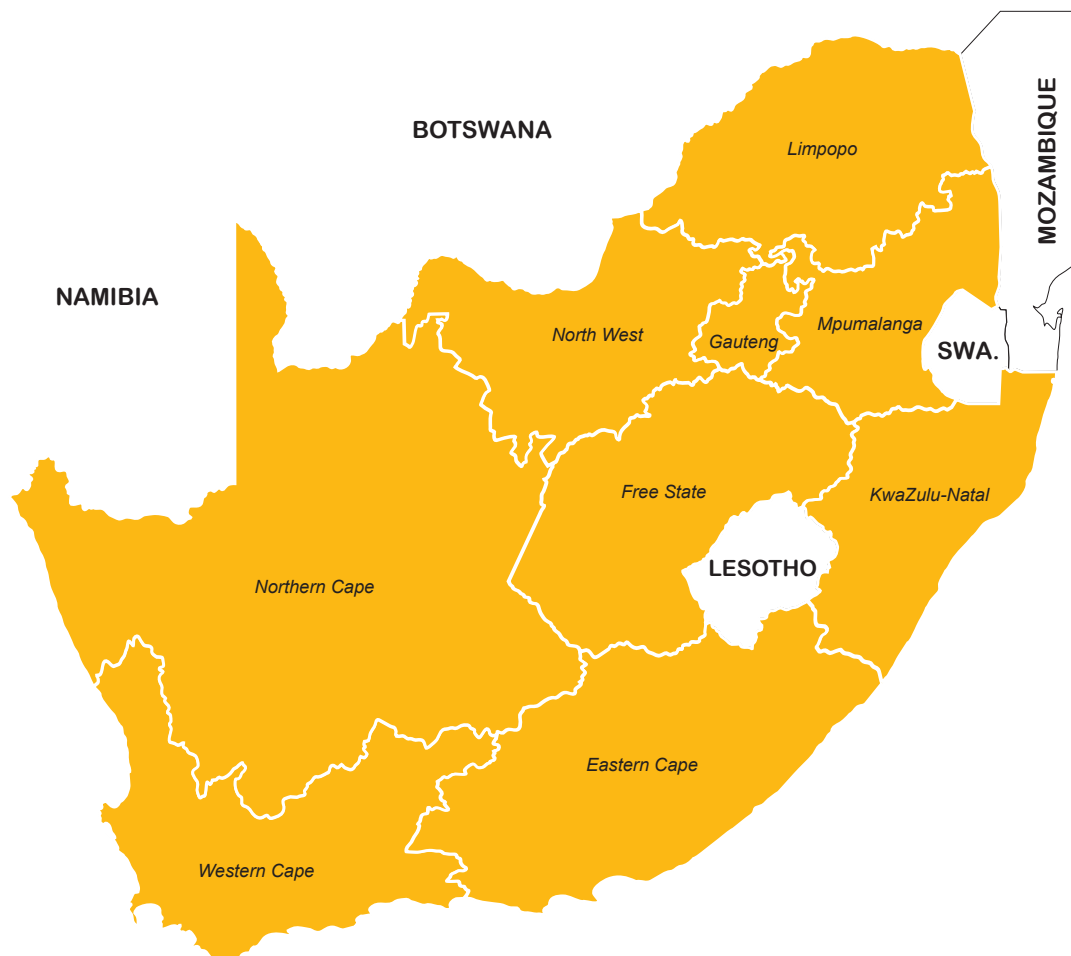 BOTSWANA
Limpopo
MOZAMBIQUE
NAMIBIA
North West
Gauteng
Mpumalanga
SWA.
Free State
KwaZulu-Natal
LESOTHO
Northern Cape
Eastern Cape
Western Cape